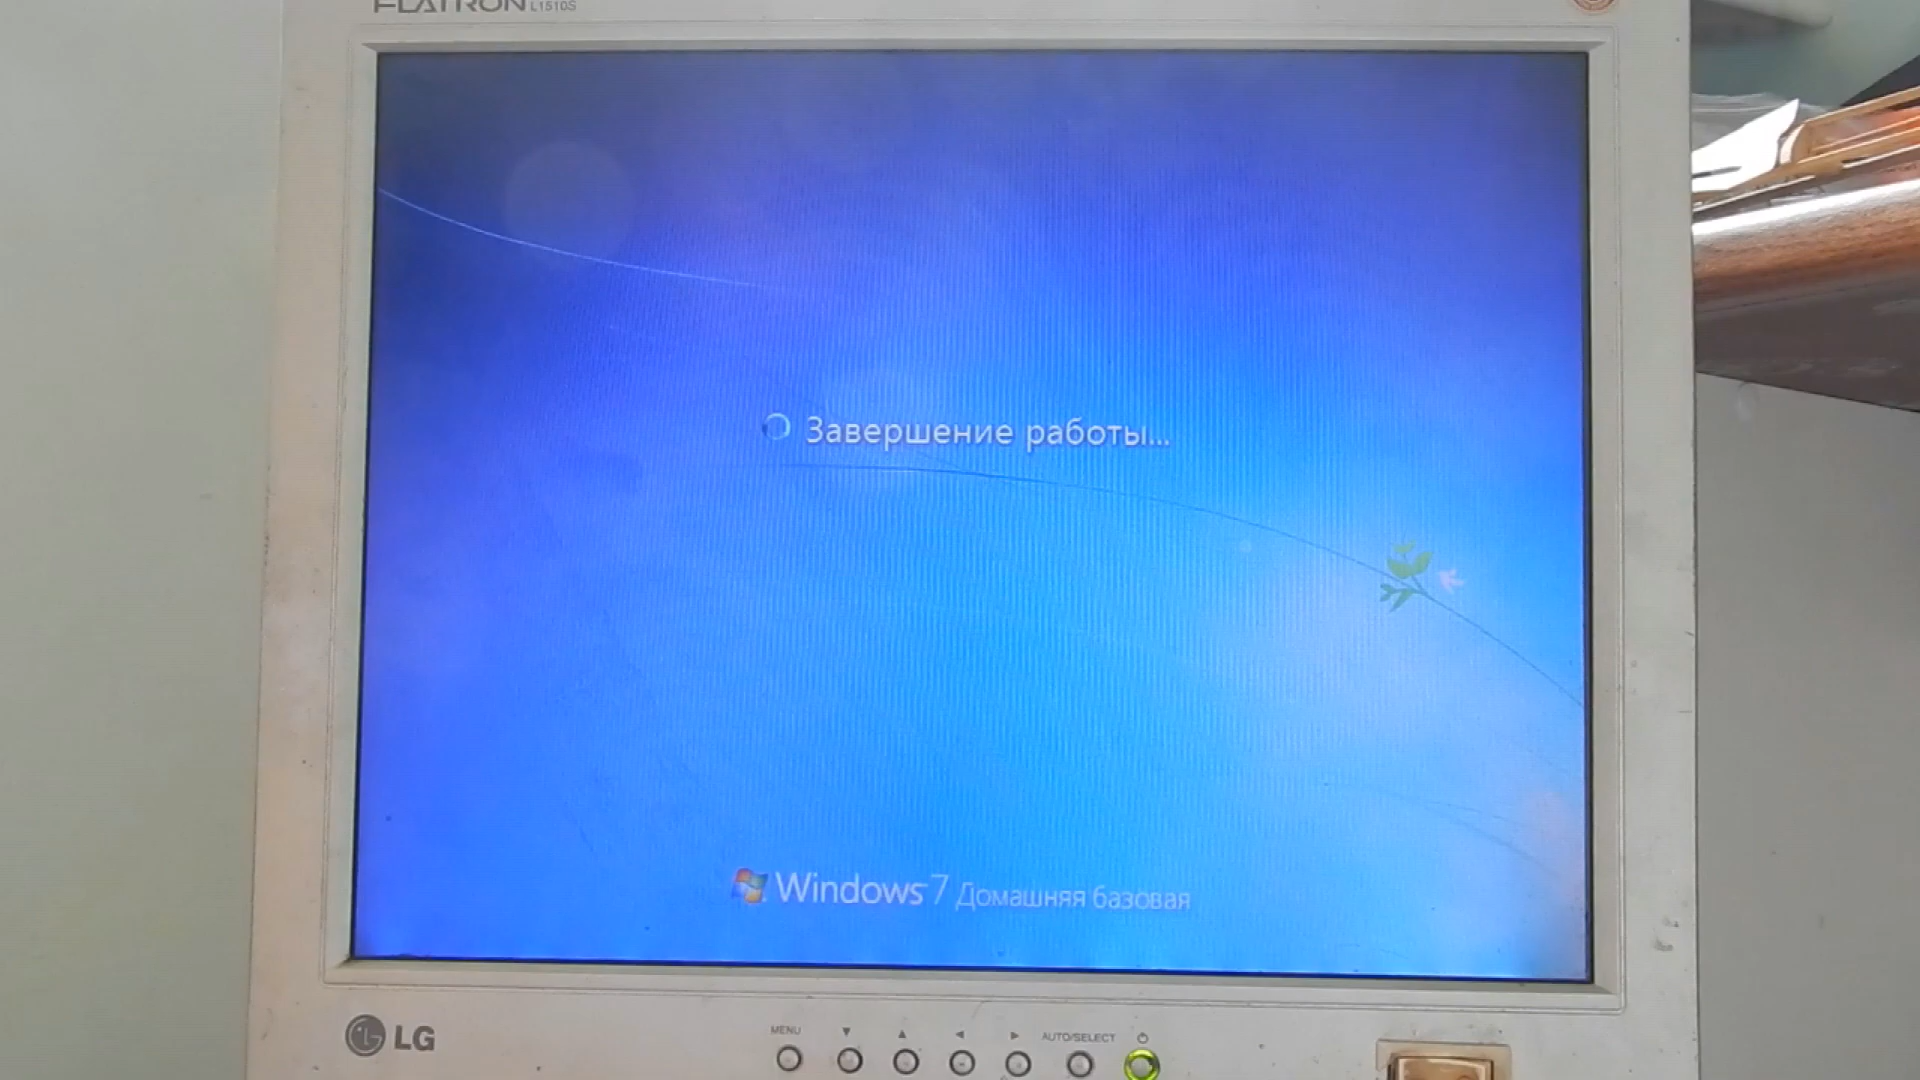 FLATRON L1510S
Завершение работы...
Windows 7 Домашняя базовая
LG
MENU ▼ ▲ ◄ ► AUTO/SELECT